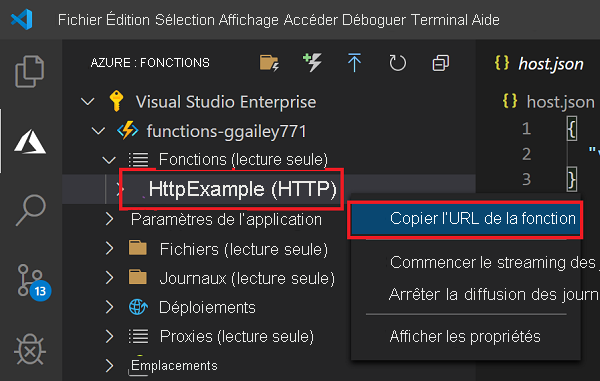 Fichier Édition Sélection Affichage Accéder Déboguer Terminal Aide
AZURE : FONCTIONS
Visual Studio Enterprise
functions-ggailey771
Fonctions (lecture seule)
HttpExample (HTTP)
Paramètres de l'application
Fichiers (lecture seule)
Journaux (lecture seule)
Déploiements
Proxies (lecture seule)
Emplacements
13
{} host.json
{} host.json
1 {
2 "
3 }
Copier l'URL de la fonction
Commencer le streaming des
Arrêter la diffusion des journ
Afficher les propriétés